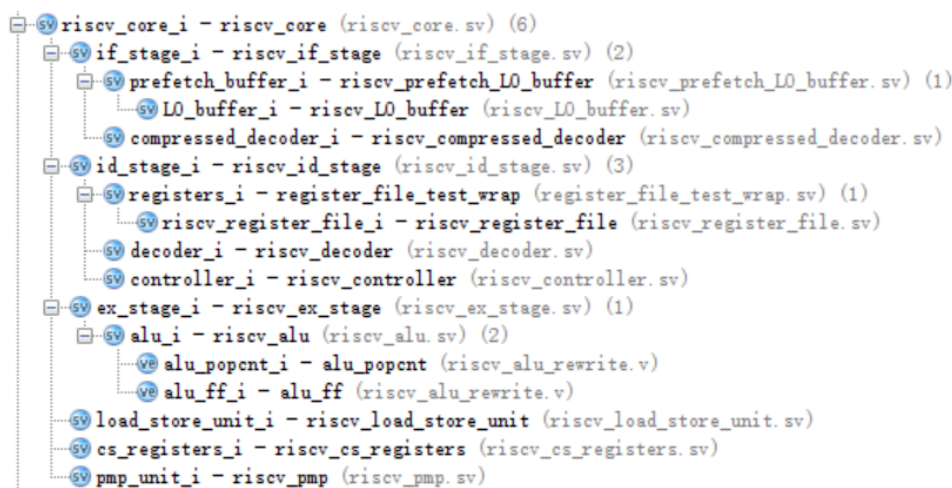 riscv_core_i - riscv_core (riscv_core.sv) (6)
if_stage_i - riscv_if_stage (riscv_if_stage.sv) (2)
prefetch_buffer_i - riscv_prefetch_L0_buffer (riscv_prefetch_L0_buffer.sv) (1)
L0_buffer_i - riscv_L0_buffer (riscv_L0_buffer.sv)
compressed_decoder_i - riscv_compressed_decoder (riscv_compressed_decoder.sv)
id_stage_i - riscv_id_stage (riscv_id_stage.sv) (3)
registers_i - register_file_test_wrap (register_file_test_wrap.sv) (1)
riscv_register_file_i - riscv_register_file (riscv_register_file.sv)
decoder_i - riscv_decoder (riscv_decoder.sv)
controller_i - riscv_controller (riscv_controller.sv)
ex_stage_i - riscv_ex_stage (riscv_ex_stage.sv) (1)
alu_i - riscv_alu (riscv_alu.sv) (2)
alu_popcnt_i - alu_popcnt (riscv_alu_rewrite.v)
alu_ff_i - alu_ff (riscv_alu_rewrite.v)
load_store_unit_i - riscv_load_store_unit (riscv_load_store_unit.sv)
cs_registers_i - riscv_cs_registers (riscv_cs_registers.sv)
pmp_unit_i - riscv_pmp (riscv_pmp.sv)